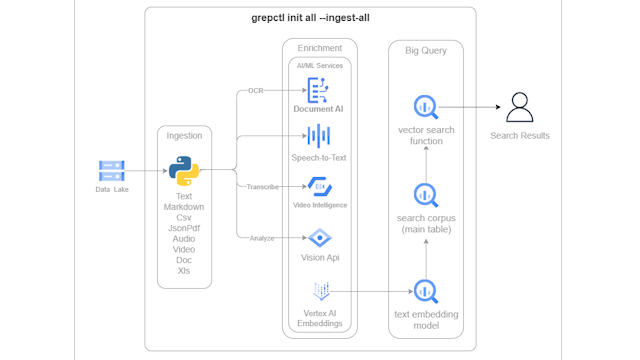 grepctl init all --ingest-all
Data Lake
Ingestion
Text
Markdown
Csv
JsonPdf
Audio
Video
Doc
Xls
OCR
Transcribe
Analyze
Enrichment
AI/ML Services
Document AI
Speech-to-Text
Video Intelligence
Vision Api
Vertex AI
Embeddings
Big Query
vector search
function
search corpus
(main table)
text embedding
model
Search Results